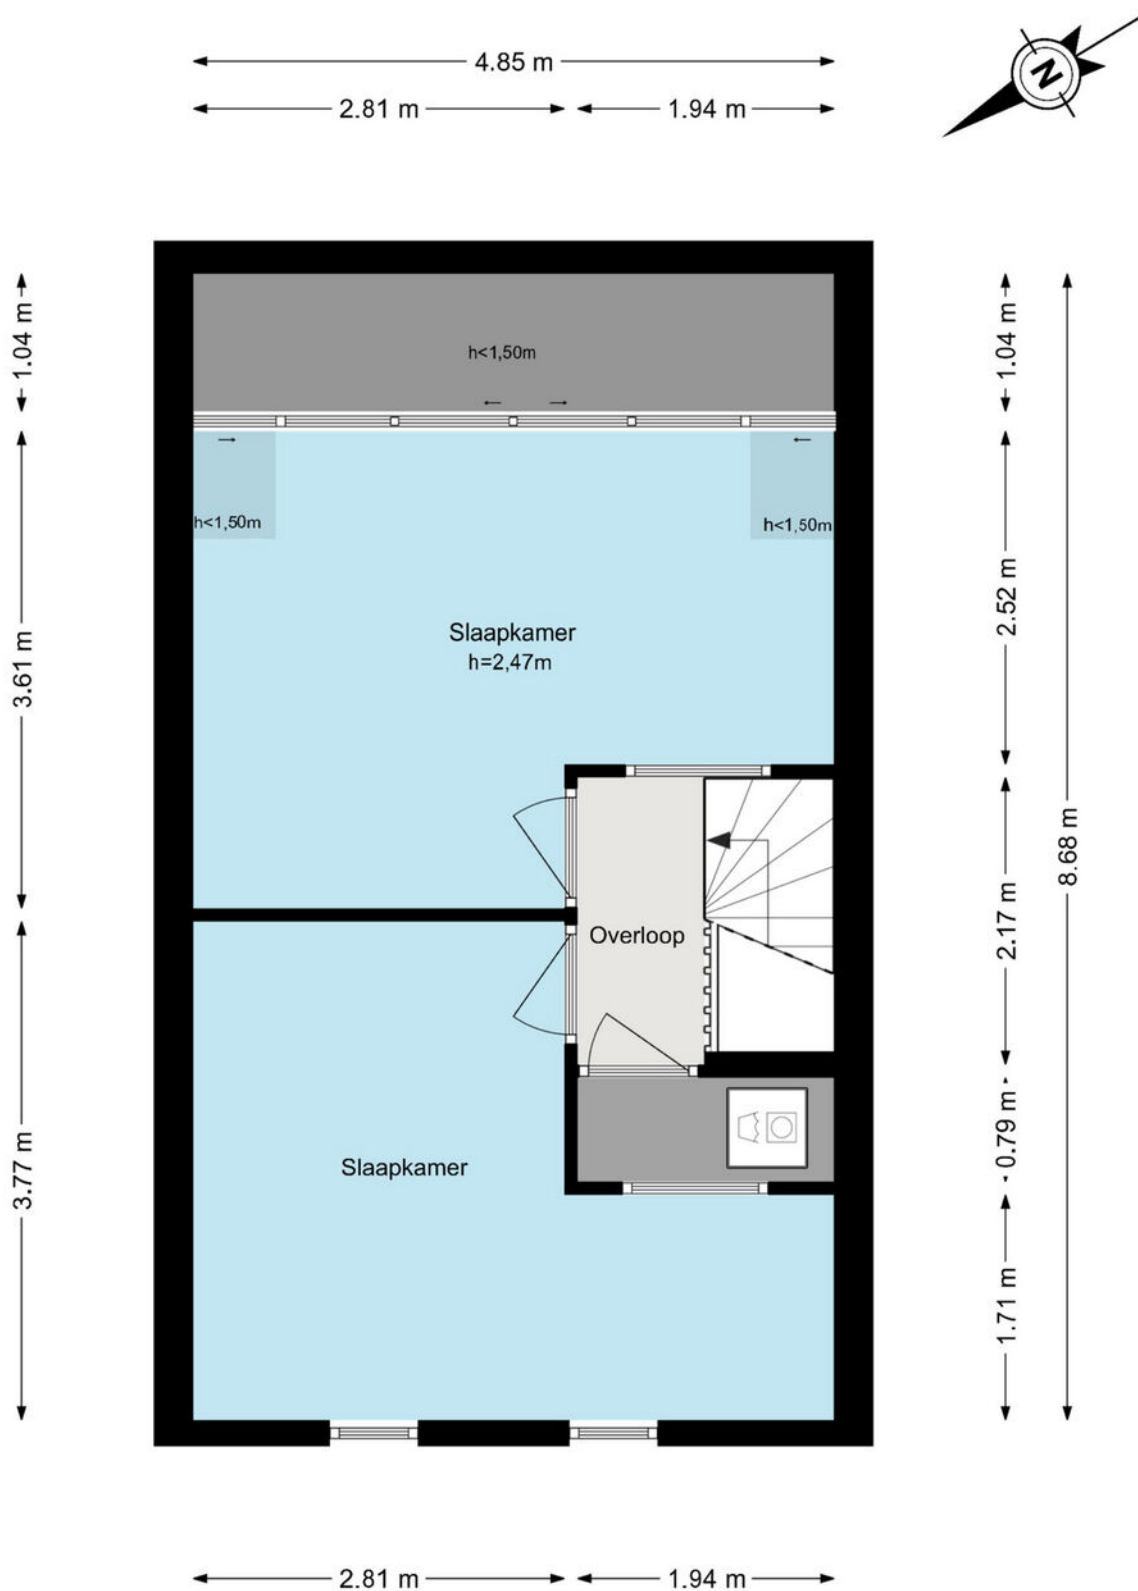 4.85 m
2.81 m
1.94 m
N
1.04 m
1.04 m
h<1,50m
h<1,50m
h<1,50m
2.52 m
Slaapkamer
h=2,47m
3.61 m
8.68 m
Overloop
2.17 m
0.79 m
3.77 m
Slaapkamer
1.71 m
2.81 m
1.94 m